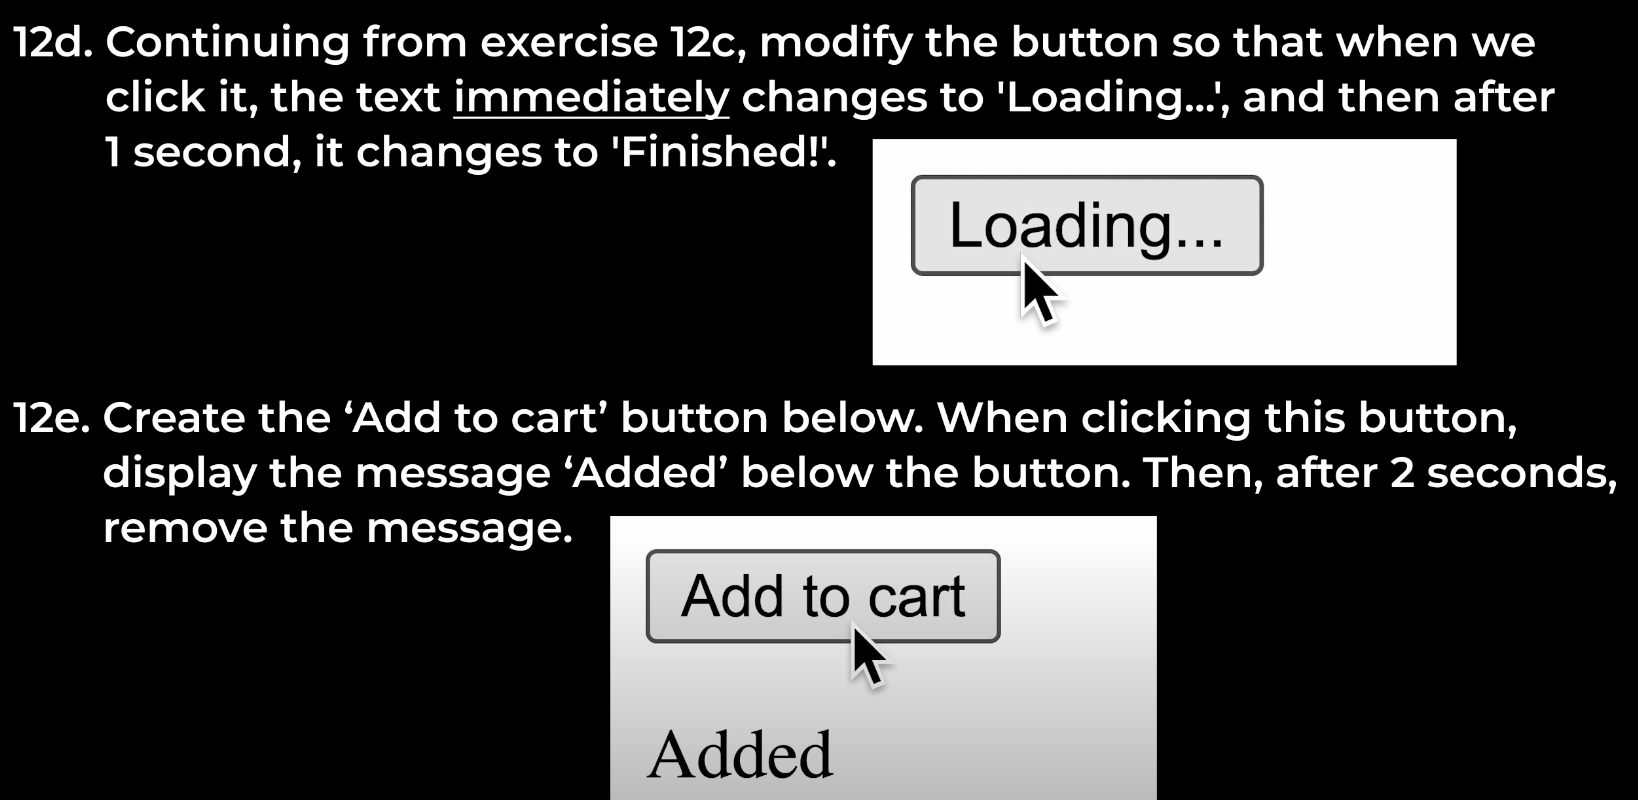 12d. Continuing from exercise 12c, modify the button so that when we
click it, the text immediately changes to 'Loading...', and then after
1 second, it changes to 'Finished!'.
Loading...
12e. Create the ‘Add to cart’ button below. When clicking this button,
display the message ‘Added’ below the button. Then, after 2 seconds,
remove the message.
Add to cart
Added